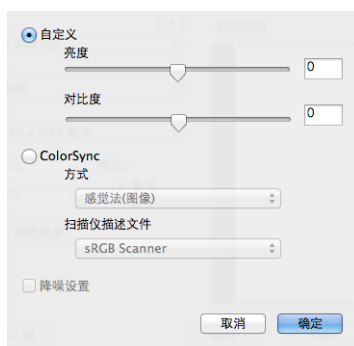 自定义
亮度
0
对比度
0
ColorSync
方式
感觉法(图像)
扫描仪描述文件
sRGB Scanner
降噪设置
取消 确定